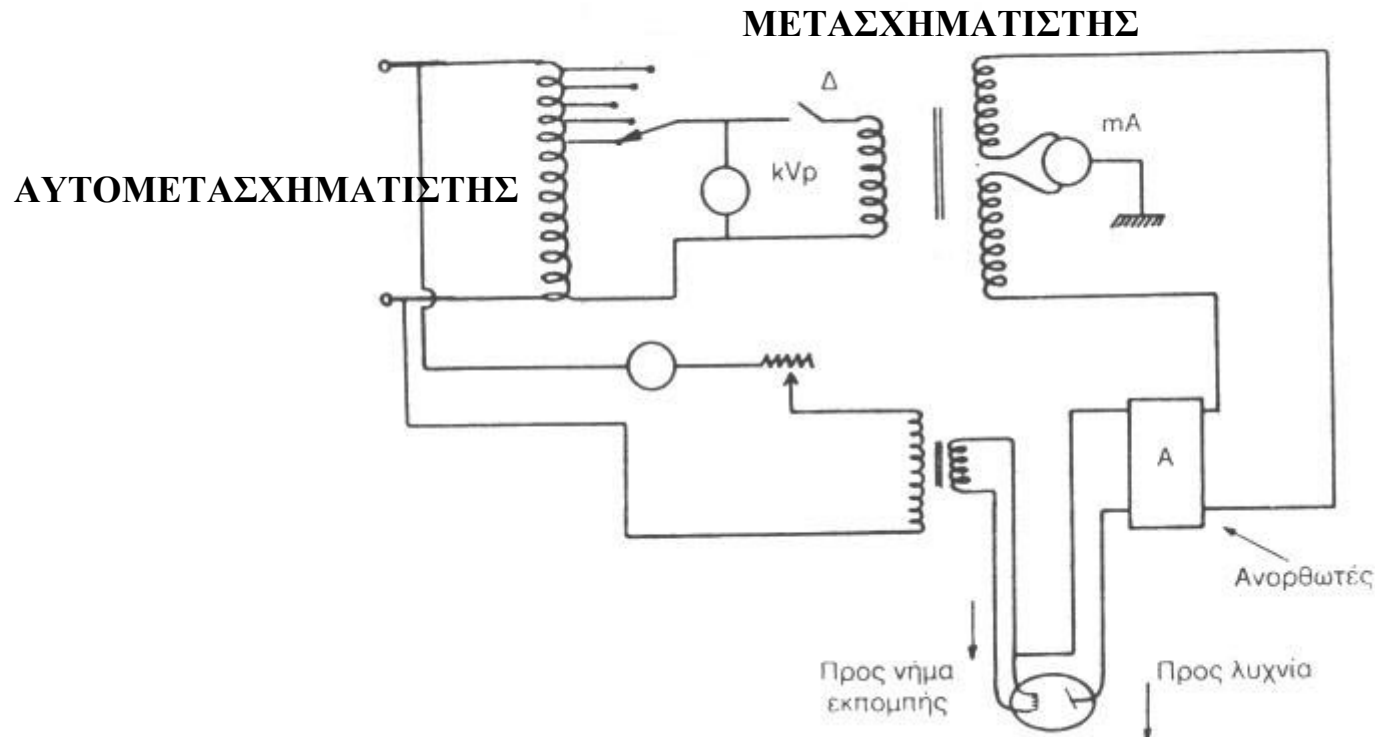 ΜΕΤΑΣΧΗΜΑΤΙΣΤΗΣ
Δ
mA
kVp
ΑΥΤΟΜΕΤΑΣΧΗΜΑΤΙΣΤΗΣ
Α
Ανορθωτές
Προς νήμα
εκπομπής
Προς λυχνία